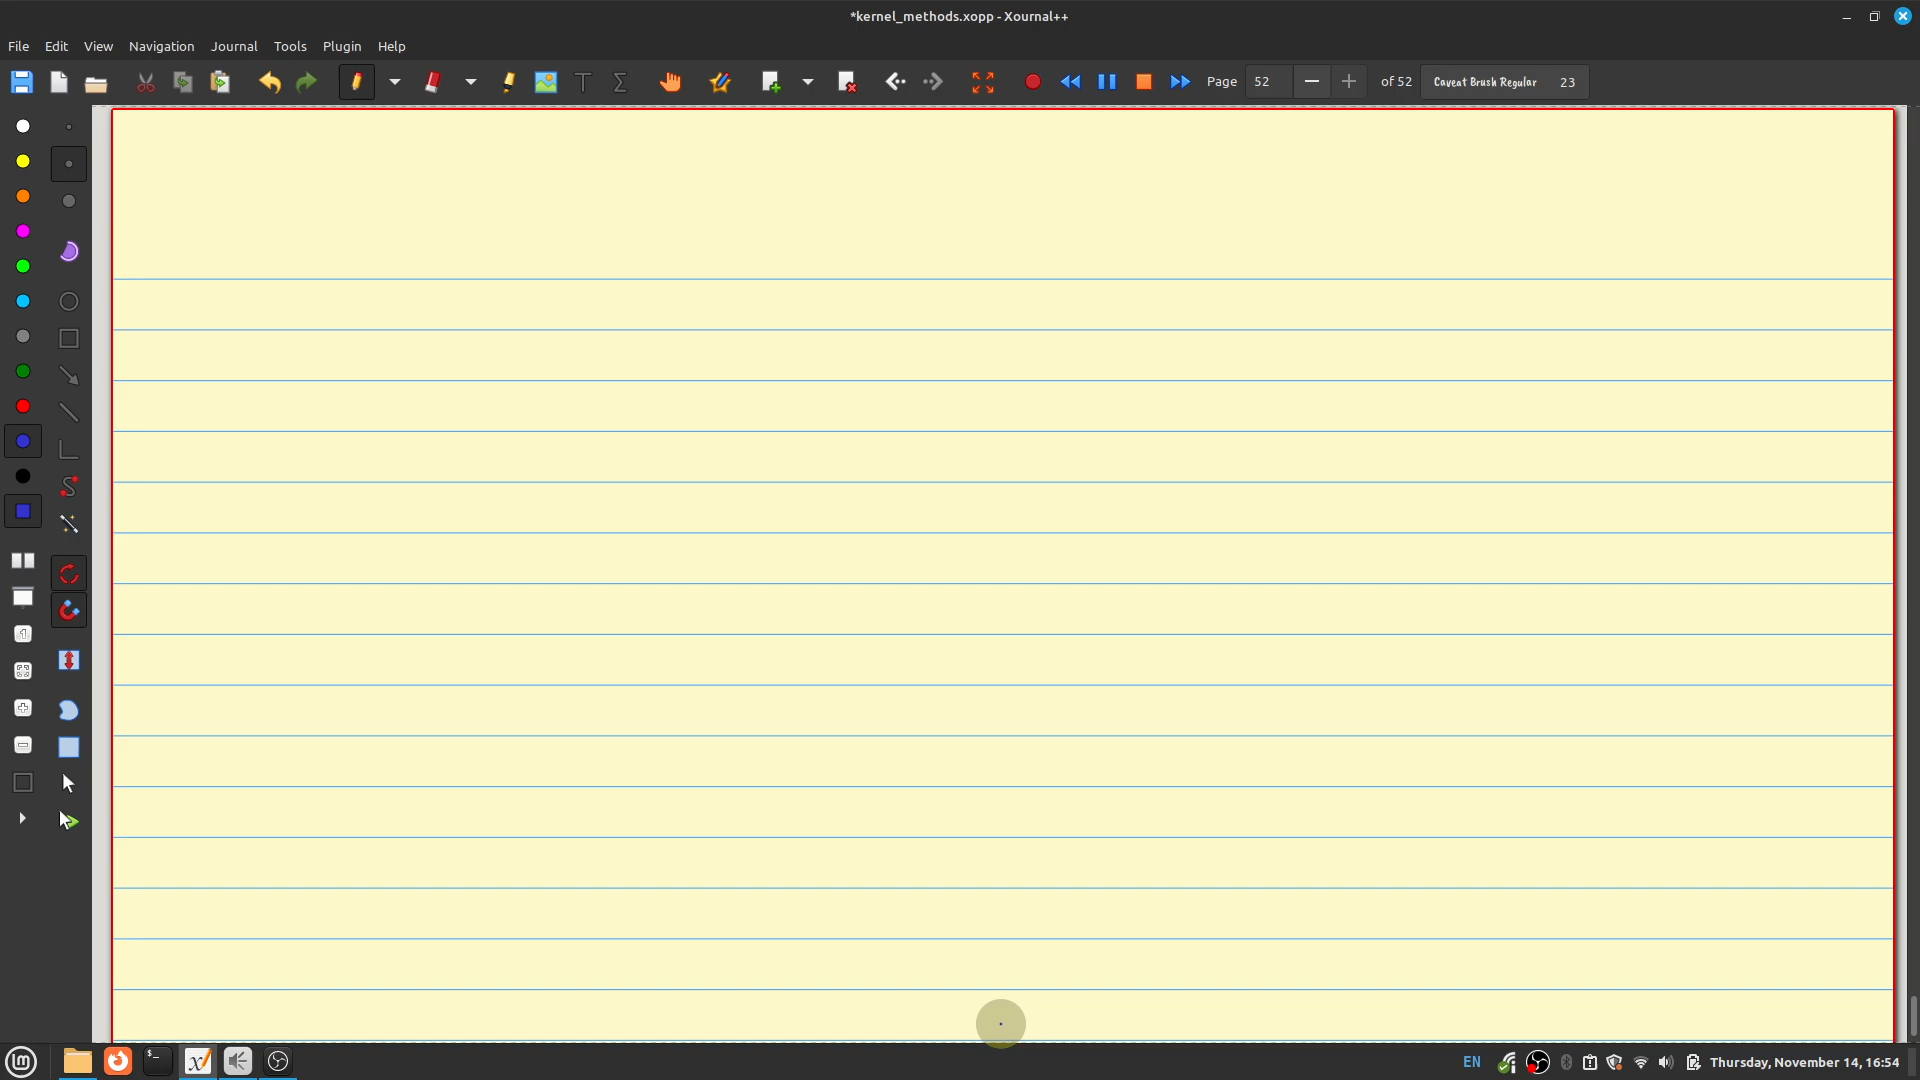 *kernel_methods.xopp - Xournal++
File Edit View Navigation Journal Tools Plugin Help
Page 52 of 52 Caveat Brush Regular 23
EN Thursday, November 14, 16:54